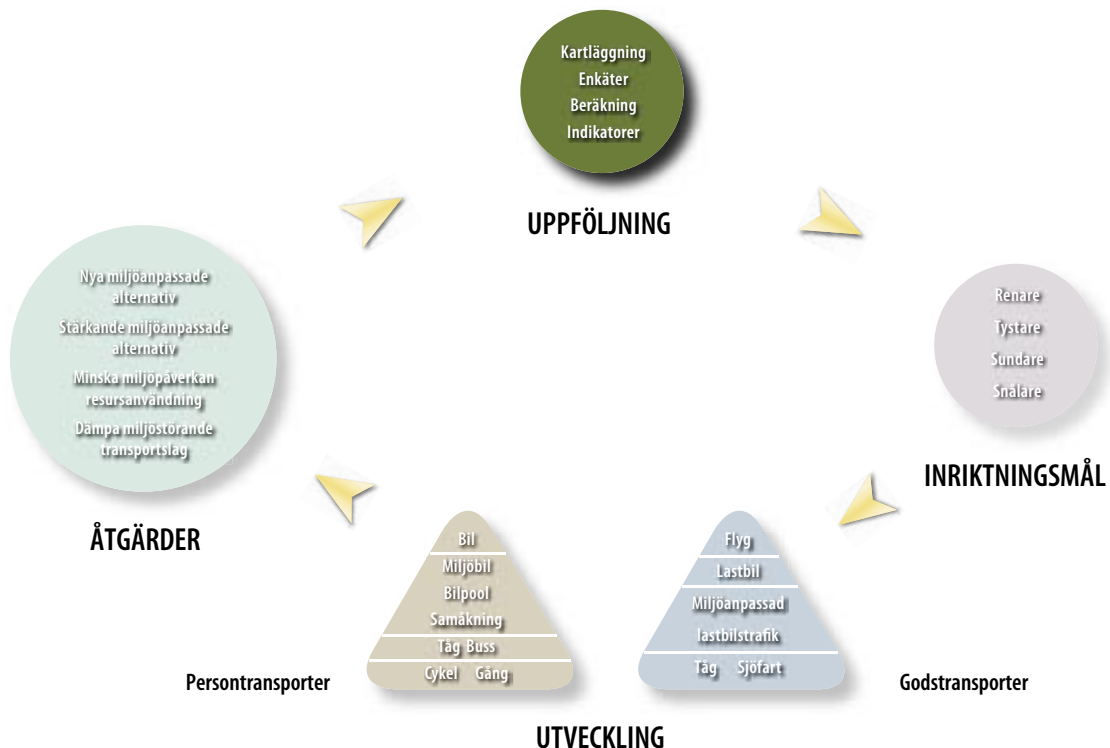 Kartläggning
Enkäter
Beräkning
Indikatorer
UPPFÖLJNING
Nya miljöanpassade
alternativ
Stärkande miljöanpassade
alternativ
Minska miljöpåverkan
resursanvändning
Dämpa miljöstörande
transportslag
ÅTGÄRDER
Renare
Tystare
Sundare
Snålare
INRIKTNINGSMÅL
Bil
Miljöbil
Bilpool
Samåkning
Tåg Buss
Cykel Gång
Persontransporter
Flyg
Lastbil
Miljöanpassad
lastbilstrafik
Tåg Sjöfart
Godstransporter
UTVECKLING